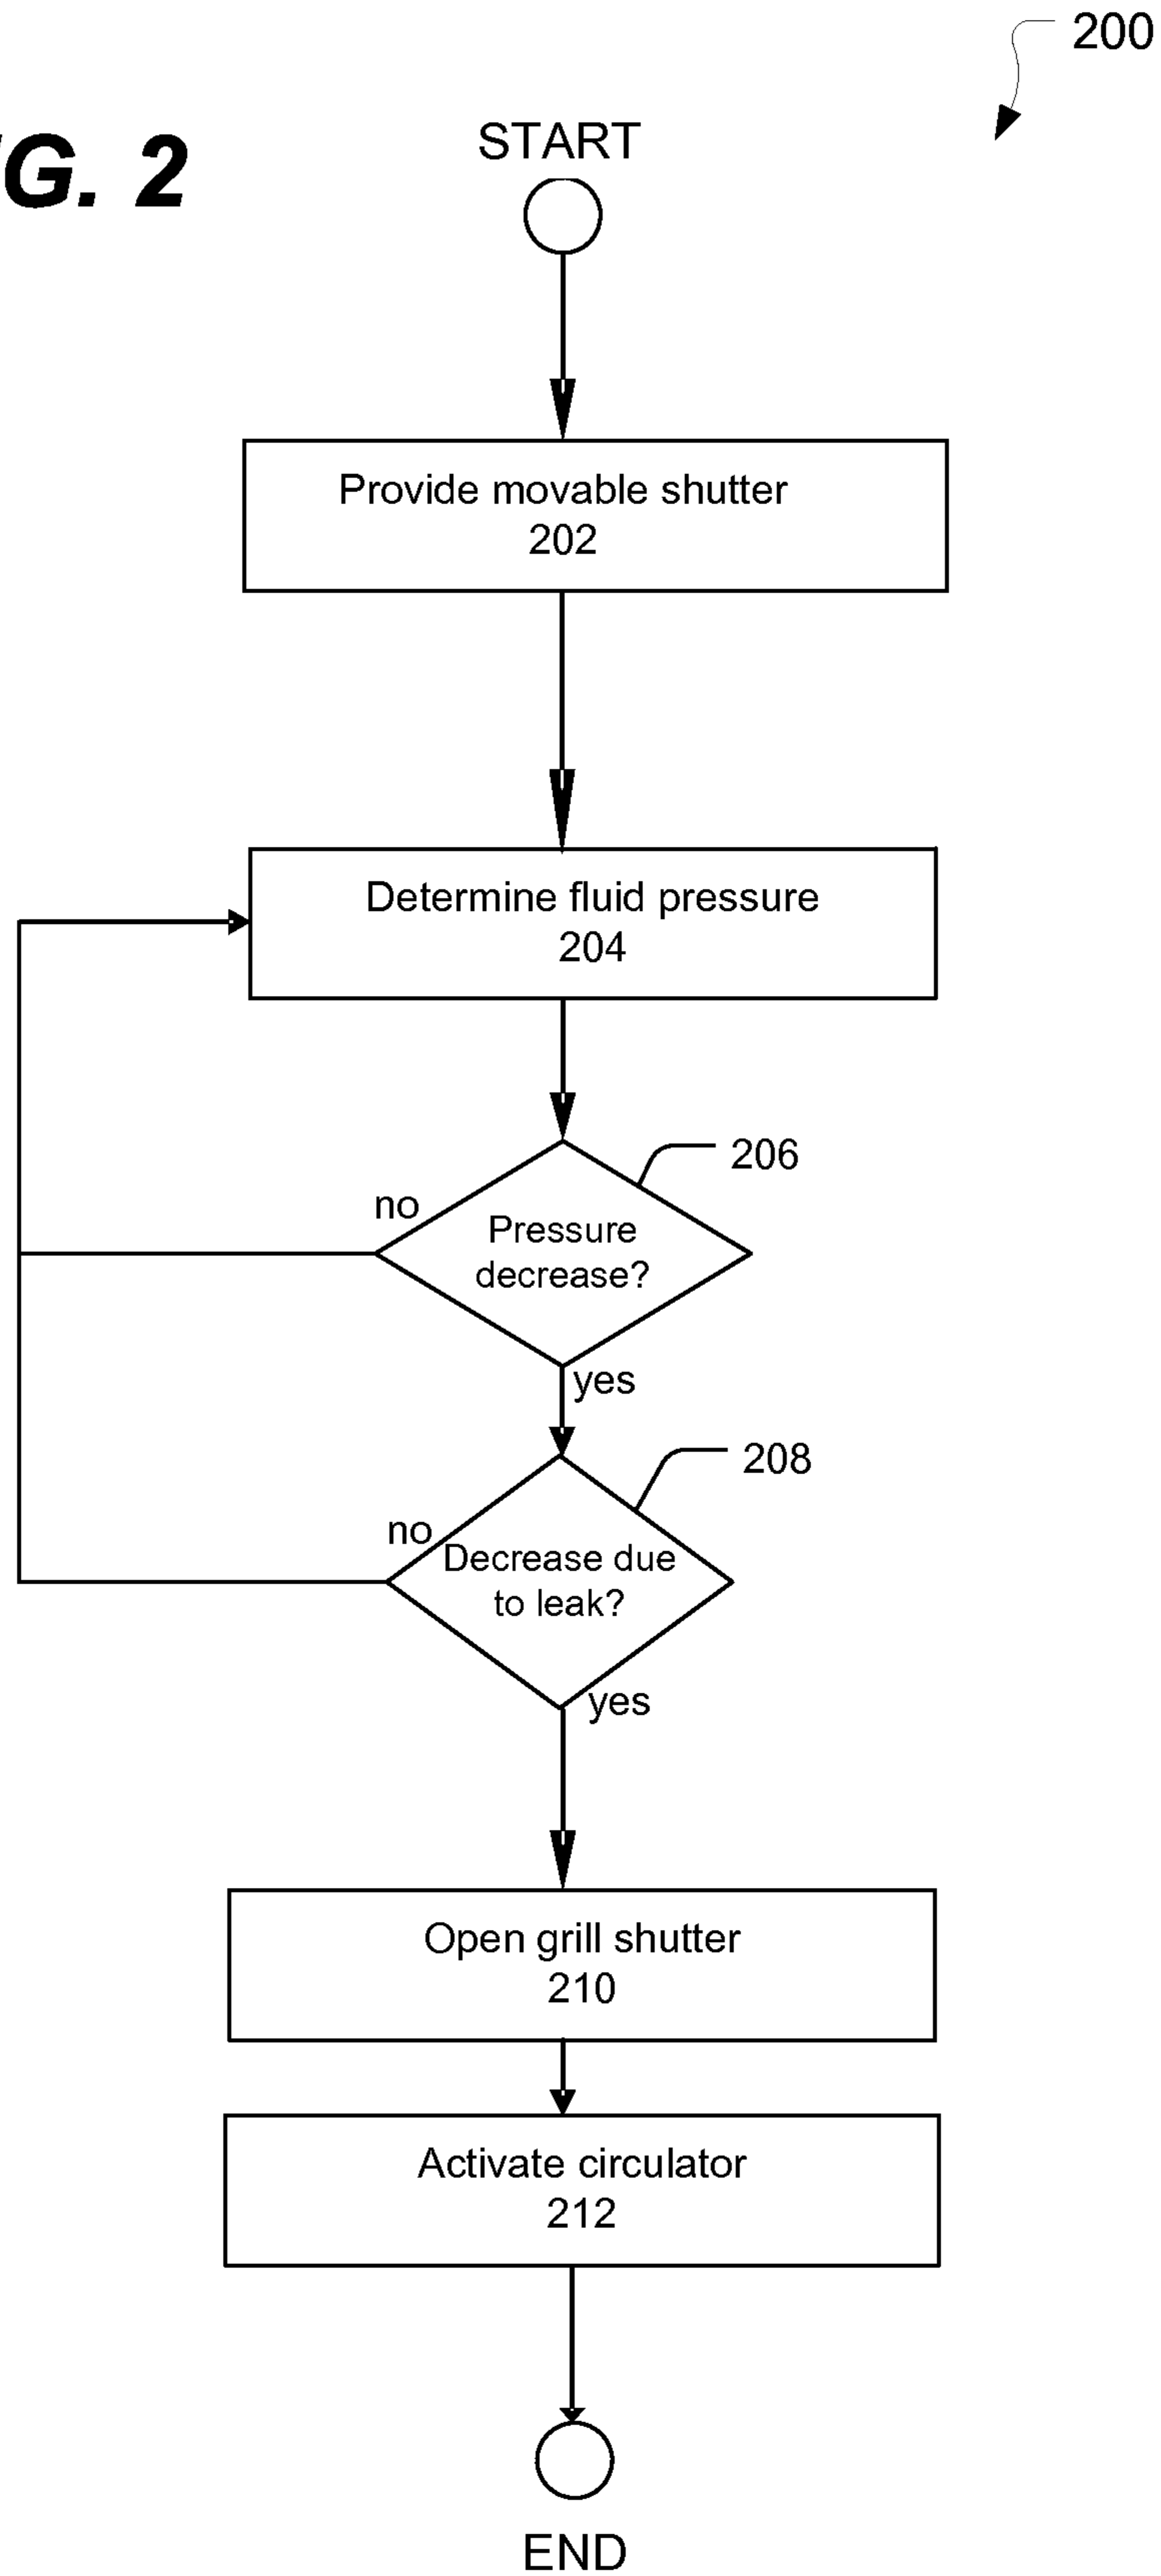 200
G. 2
START
Provide movable shutter
202
Determine fluid pressure
204
206
no
Pressure
decrease?
yes
208
no
Decrease due
to leak?
yes
Open grill shutter
210
Activate circulator
212
END